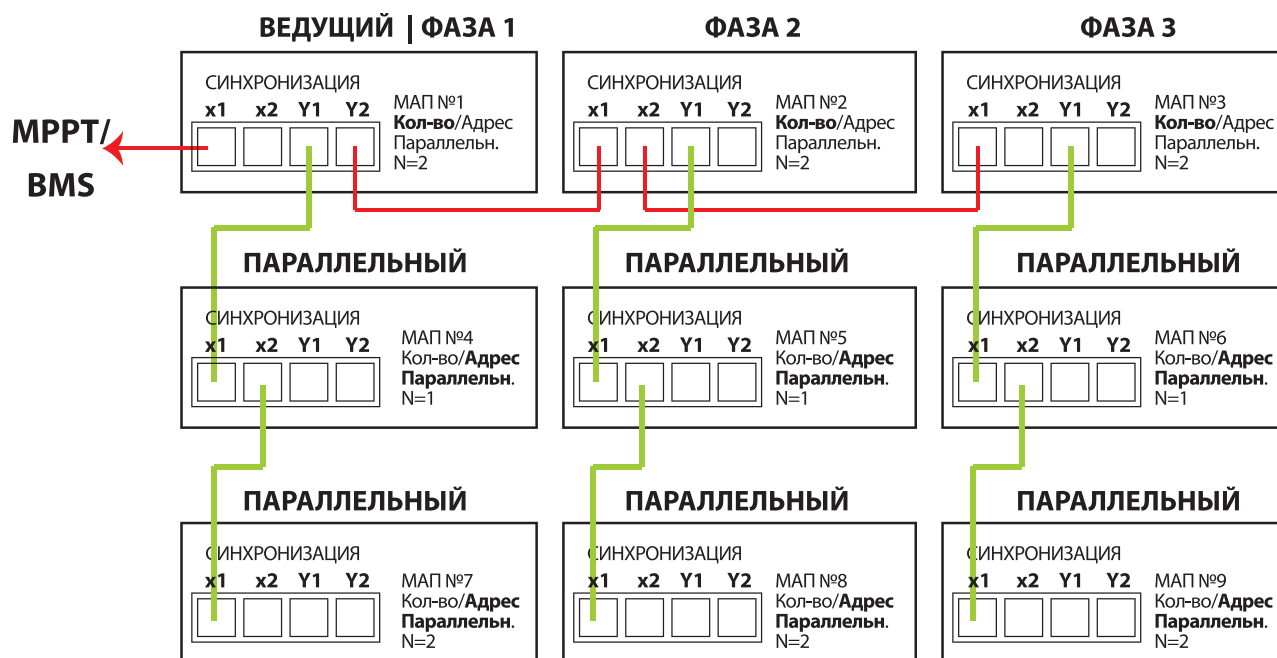 ВЕДУЩИЙ | ФАЗА 1
ФАЗА 2
ФАЗА 3
MPPT/
BMS
СИНХРОНИЗАЦИЯ
x1 x2 Y1 Y2
МАП №1
Кол-во/Адрес
Параллельн.
N=2
СИНХРОНИЗАЦИЯ
x1 x2 Y1 Y2
МАП №2
Кол-во/Адрес
Параллельн.
N=2
СИНХРОНИЗАЦИЯ
x1 x2 Y1 Y2
МАП №3
Кол-во/Адрес
Параллельн.
N=2
ПАРАЛЛЕЛЬНЫЙ
ПАРАЛЛЕЛЬНЫЙ
ПАРАЛЛЕЛЬНЫЙ
СИНХРОНИЗАЦИЯ
x1 x2 Y1 Y2
МАП №4
Кол-во/Адрес
Параллельн.
N=1
СИНХРОНИЗАЦИЯ
x1 x2 Y1 Y2
МАП №5
Кол-во/Адрес
Параллельн.
N=1
СИНХРОНИЗАЦИЯ
x1 x2 Y1 Y2
МАП №6
Кол-во/Адрес
Параллельн.
N=1
ПАРАЛЛЕЛЬНЫЙ
ПАРАЛЛЕЛЬНЫЙ
ПАРАЛЛЕЛЬНЫЙ
СИНХРОНИЗАЦИЯ
x1 x2 Y1 Y2
МАП №7
Кол-во/Адрес
Параллельн.
N=2
СИНХРОНИЗАЦИЯ
x1 x2 Y1 Y2
МАП №8
Кол-во/Адрес
Параллельн.
N=2
СИНХРОНИЗАЦИЯ
x1 x2 Y1 Y2
МАП №9
Кол-во/Адрес
Параллельн.
N=2